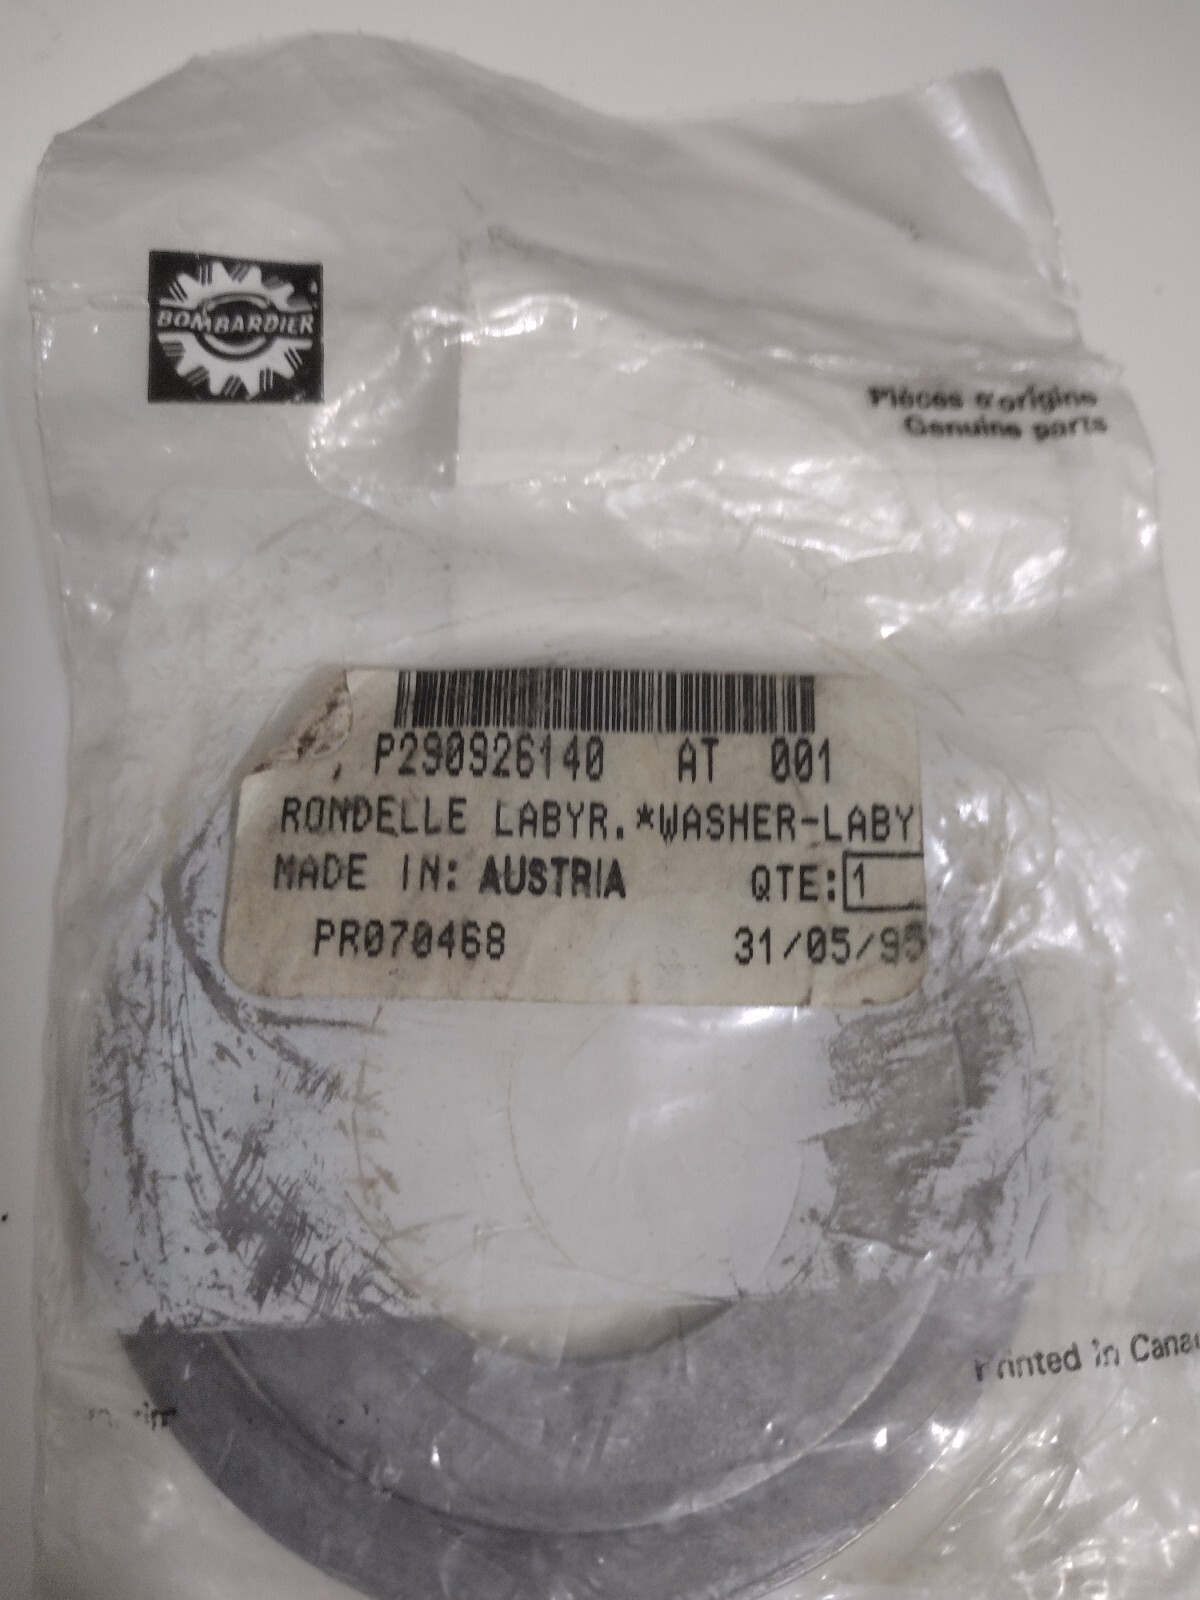 BOMBARDIER
Pièces d'origine
Genuine parts
P290926140 AT 001
RONDELLE LABYR.*WASHER-LABY
MADE IN: AUSTRIA QTE: 1
PR070468 31/05/95
Printed in Canad